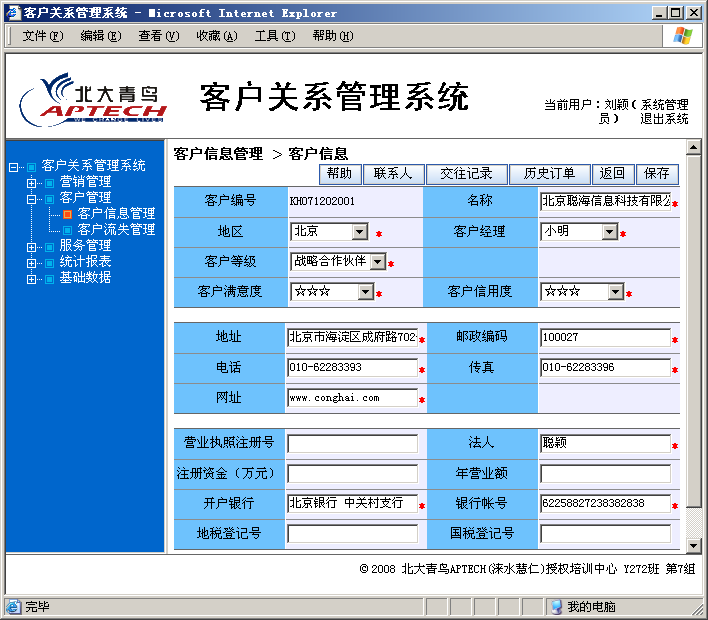 客户关系管理系统 - Microsoft Internet Explorer
文件(F) 编辑(E) 查看(V) 收藏(A) 工具(T) 帮助(H)
北大青鸟
APTECH
WE CHANGE LIVES
客户关系管理系统
当前用户：刘颖（系统管理
员） 退出系统
客户关系管理系统
营销管理
客户管理
客户信息管理
客户流失管理
服务管理
统计报表
基础数据
客户信息管理 > 客户信息
帮助 联系人 交往记录 历史订单 返回 保存
客户编号 KH071202001 名称 北京聪海信息科技有限公 *
地区 北京 * 客户经理 小明 *
客户等级 战略合作伙伴 *
客户满意度 ☆☆☆ * 客户信用度 ☆☆☆ *
地址 北京市海淀区成府路702 * 邮政编码 100027 *
电话 010-62283393 * 传真 010-62283396 *
网址 www.conghai.com *
营业执照注册号 法人 聪颖 *
注册资金（万元） 年营业额
开户银行 北京银行 中关村支行 * 银行帐号 62258827238382838 *
地税登记号 国税登记号
©2008 北大青鸟APTECH(涞水慧仁)授权培训中心 Y272班 第7组
完毕 我的电脑